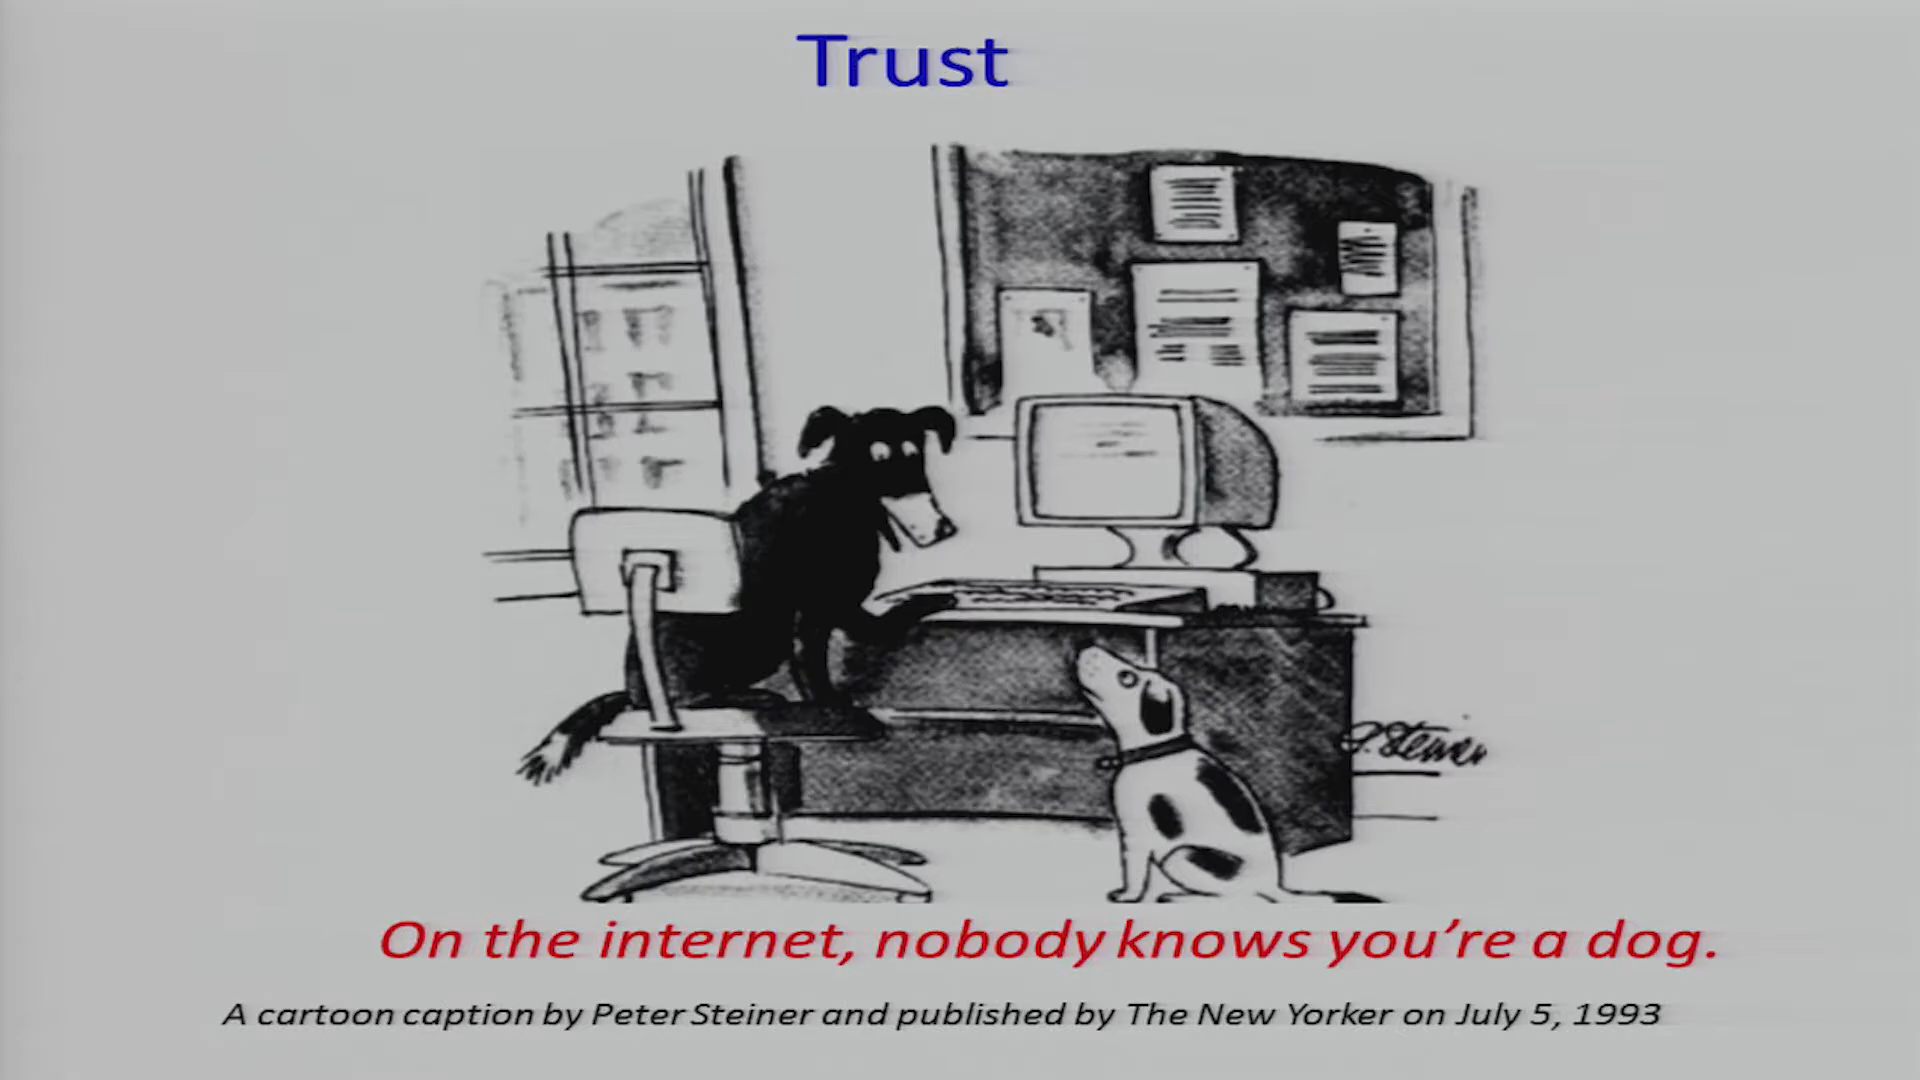 Trust
P. Steiner
On the internet, nobody knows you're a dog.
A cartoon caption by Peter Steiner and published by The New Yorker on July 5, 1993